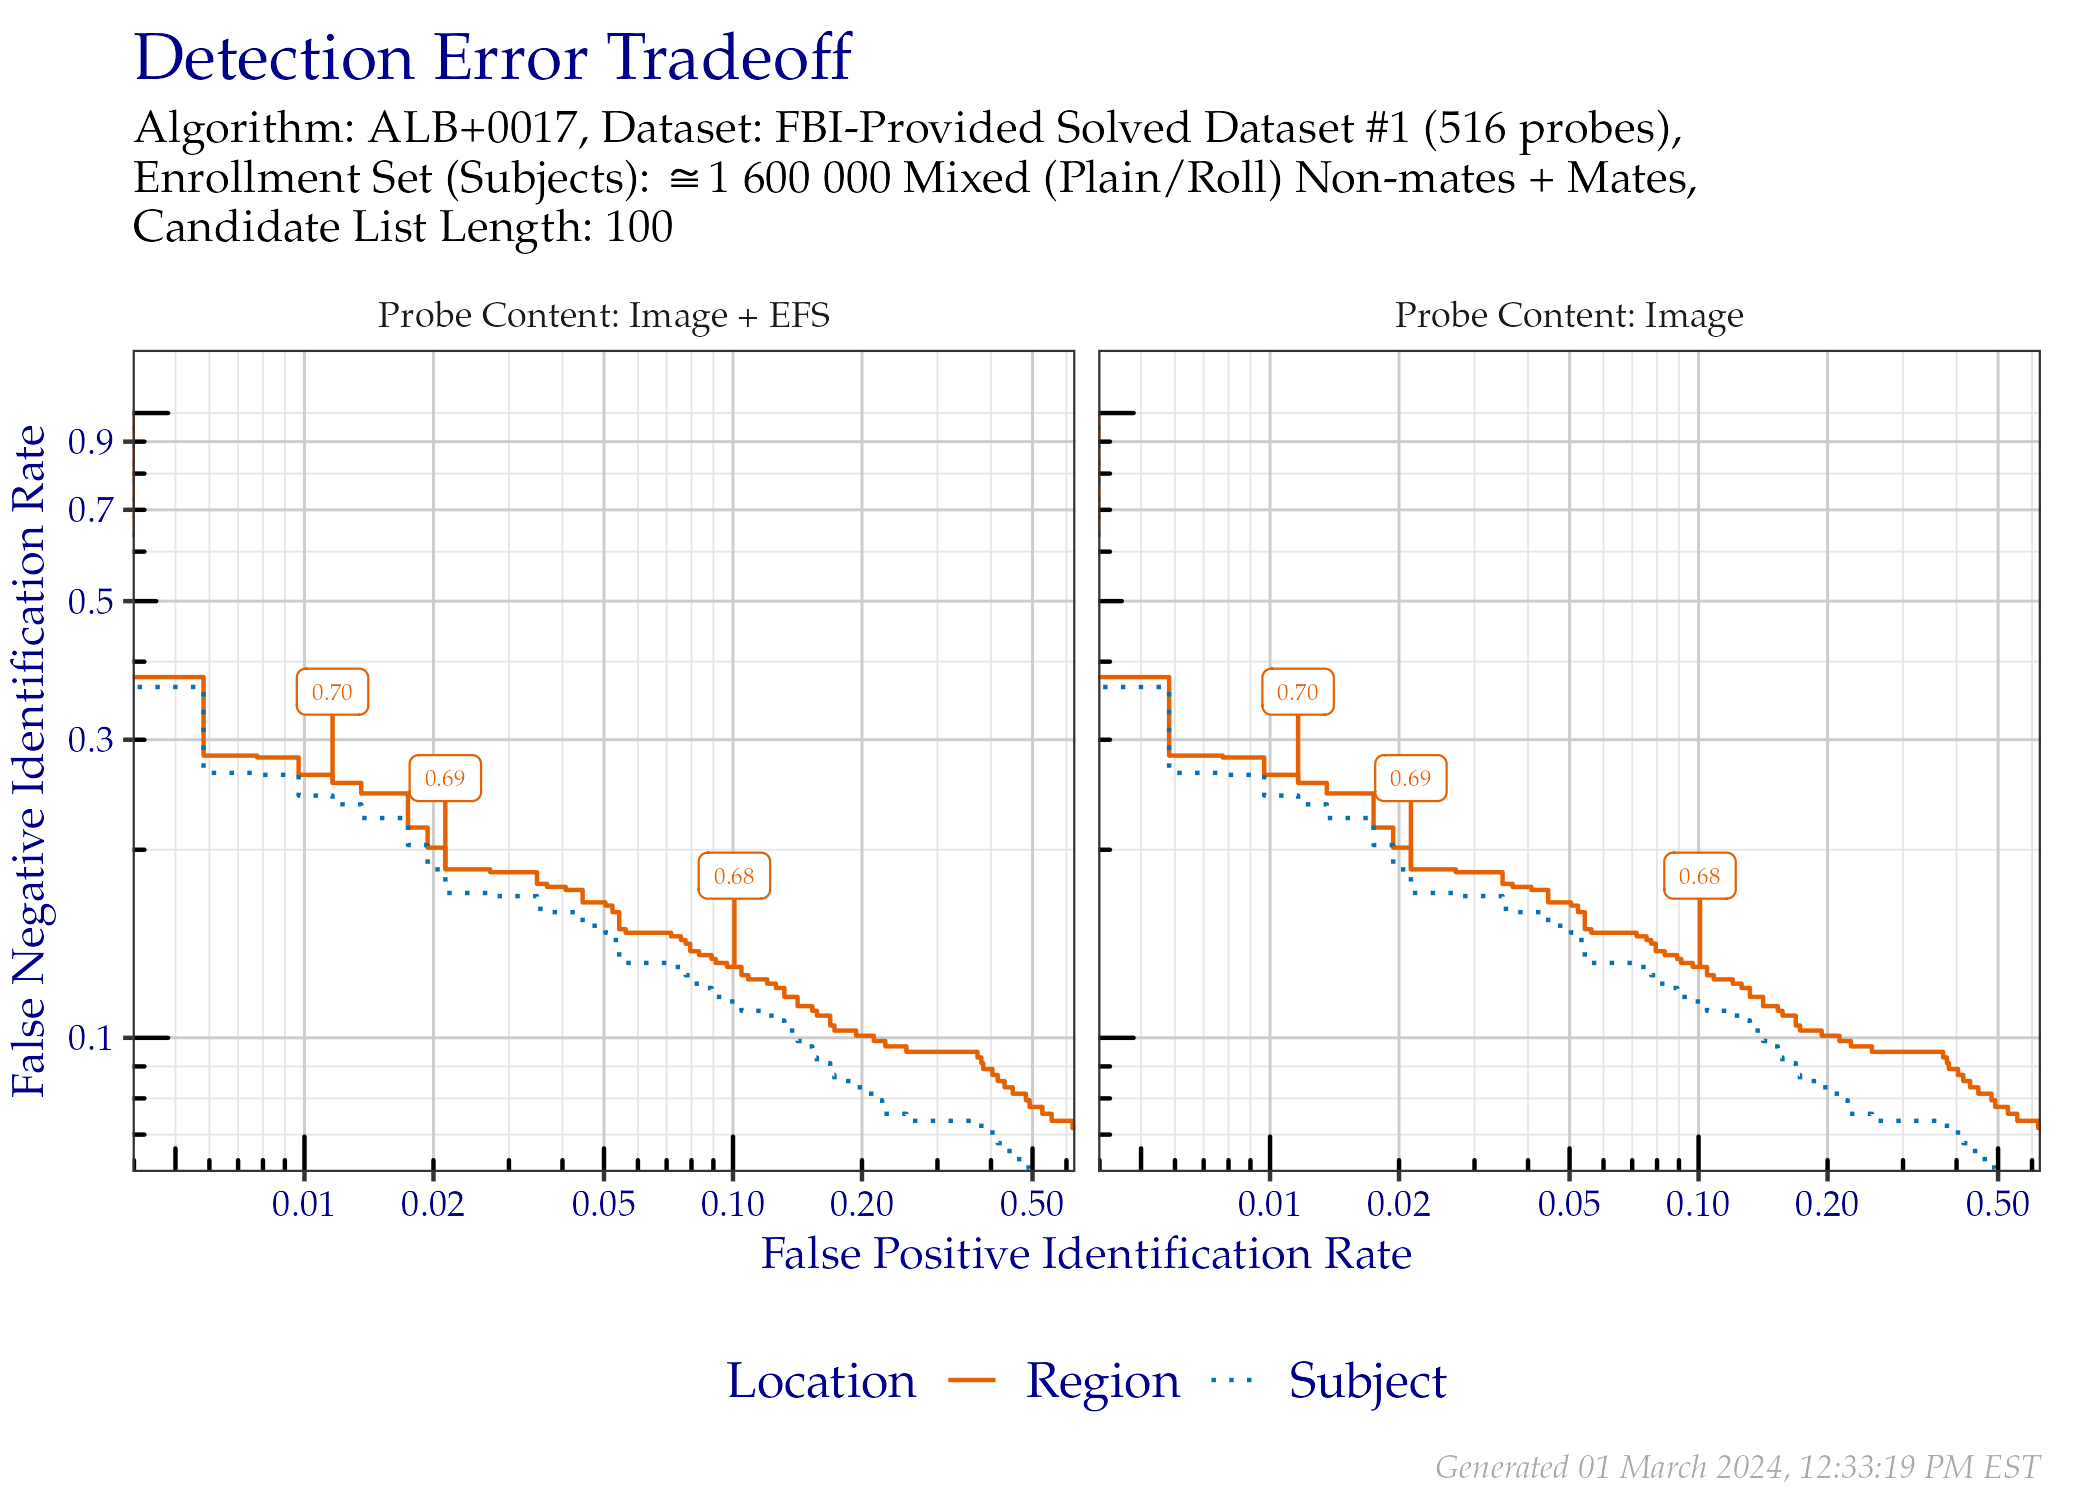 Detection Error Tradeoff
Algorithm: ALB+0017, Dataset: FBI-Provided Solved Dataset #1 (516 probes),
Enrollment Set (Subjects): ≅1 600 000 Mixed (Plain/Roll) Non-mates + Mates,
Candidate List Length: 100
Probe Content: Image + EFS
Probe Content: Image
False Negative Identification Rate
0.9
0.7
0.5
0.3
0.1
0.70
0.69
0.68
0.70
0.69
0.68
0.01 0.02 0.05 0.10 0.20 0.50
0.01 0.02 0.05 0.10 0.20 0.50
False Positive Identification Rate
Location Region Subject
Generated 01 March 2024, 12:33:19 PM EST